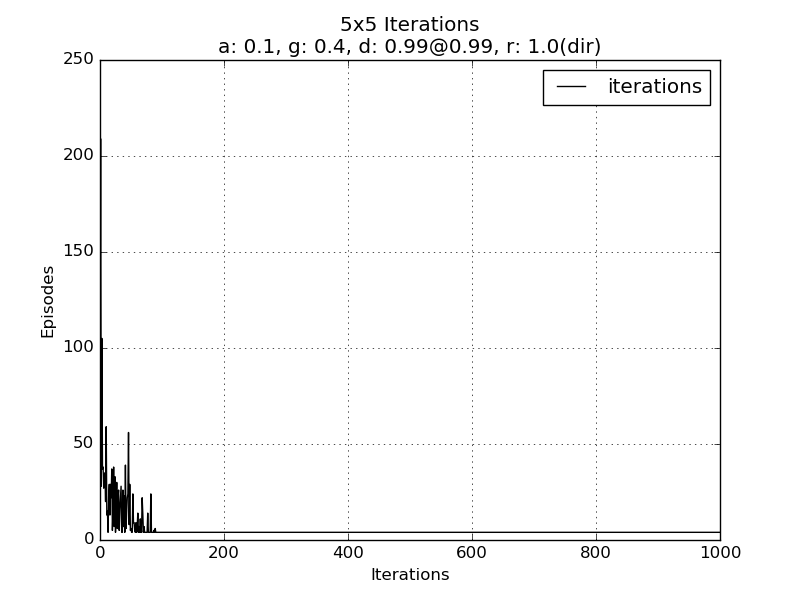 5x5 Iterations
a: 0.1, g: 0.4, d: 0.99@0.99, r: 1.0(dir)
iterations
250
200
150
100
50
0
Episodes
0 200 400 600 800 1000
Iterations